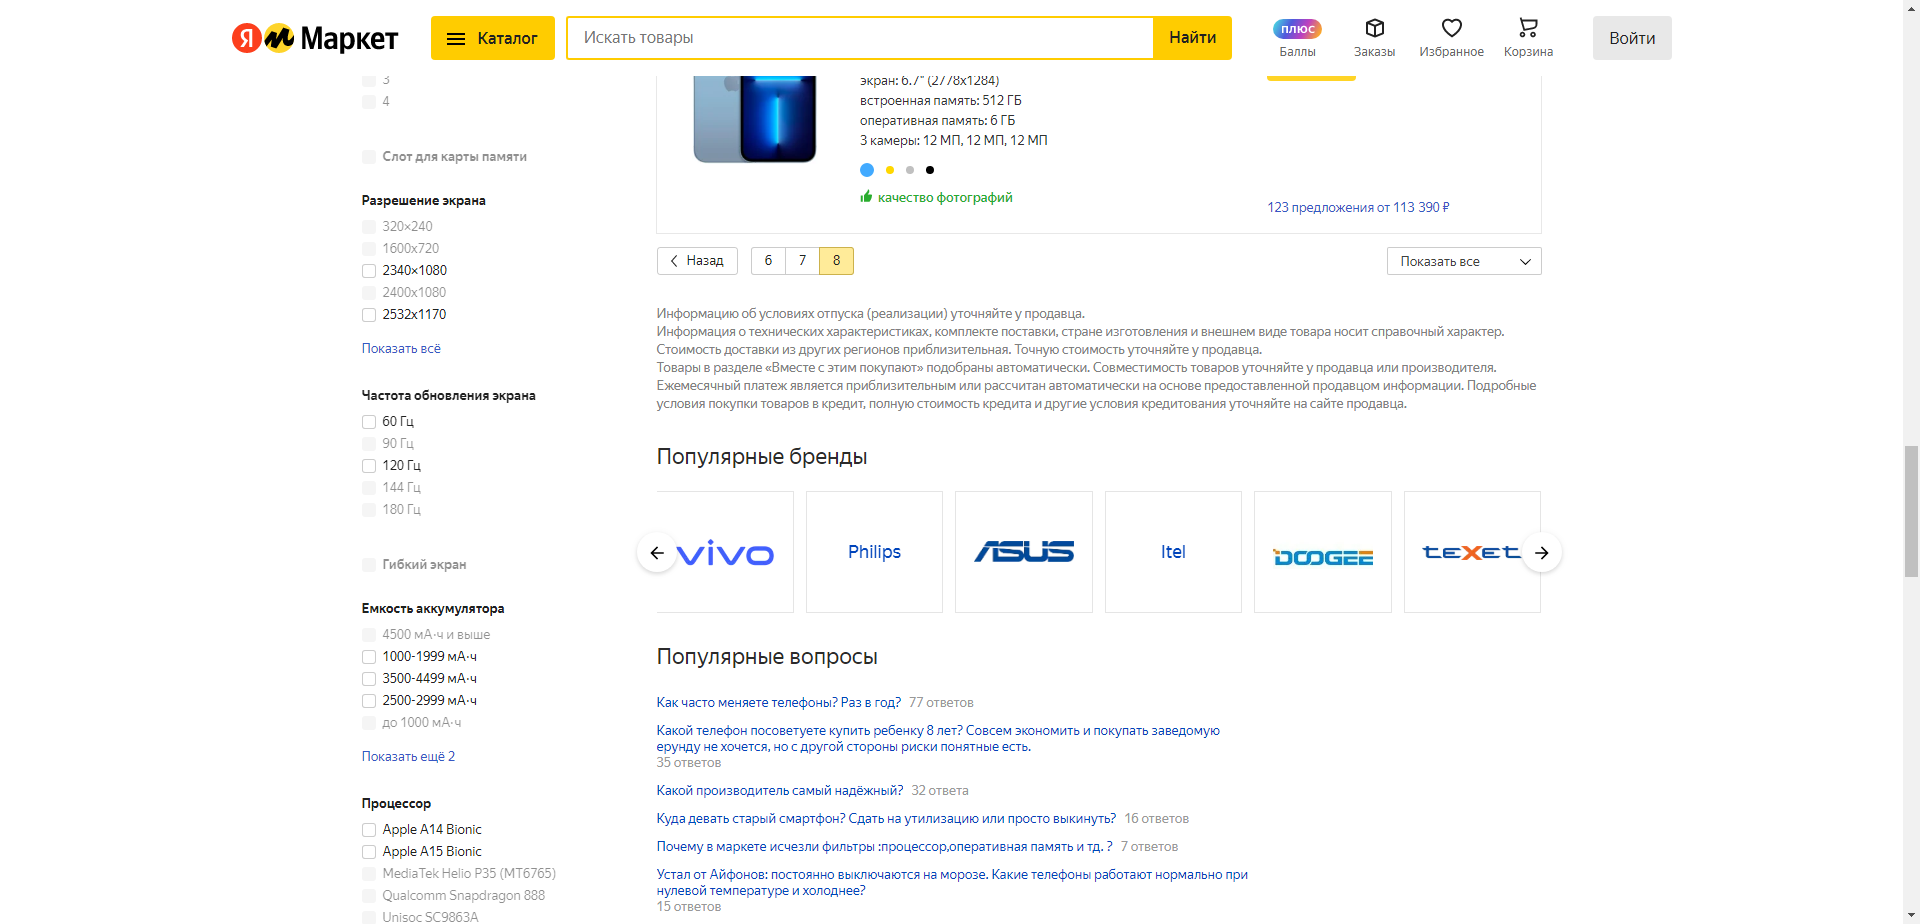 Я Маркет
Каталог
Искать товары
Найти
плюс
Баллы
Заказы
Избранное
Корзина
Войти
3
4
Слот для карты памяти
Разрешение экрана
320×240
1600x720
2340×1080
2400x1080
2532x1170
Показать всё
Частота обновления экрана
60 Гц
90 Гц
120 Гц
144 Гц
180 Гц
Гибкий экран
Емкость аккумулятора
4500 мА·ч и выше
1000-1999 мА·ч
3500-4499 мА·ч
2500-2999 мА·ч
до 1000 мА·ч
Показать ещё 2
Процессор
Apple A14 Bionic
Apple A15 Bionic
MediaTek Helio P35 (MT6765)
Qualcomm Snapdragon 888
Unisoc SC9863A
экран: 6.7" (2778x1284)
встроенная память: 512 ГБ
оперативная память: 6 ГБ
3 камеры: 12 МП, 12 МП, 12 МП
качество фотографий
123 предложения от 113 390 ₽
Назад
6 7 8
Показать все
Информацию об условиях отпуска (реализации) уточняйте у продавца.
Информация о технических характеристиках, комплекте поставки, стране изготовления и внешнем виде товара носит справочный характер.
Стоимость доставки из других регионов приблизительная. Точную стоимость уточняйте у продавца.
Товары в разделе «Вместе с этим покупают» подобраны автоматически. Совместимость товаров уточняйте у продавца или производителя.
Ежемесячный платеж является приблизительным или рассчитан автоматически на основе предоставленной продавцом информации. Подробные
условия покупки товаров в кредит, полную стоимость кредита и другие условия кредитования уточняйте на сайте продавца.
Популярные бренды
vivo
Philips
ASUS
Itel
DOOGEE
teXet
Популярные вопросы
Как часто меняете телефоны? Раз в год? 77 ответов
Какой телефон посоветуете купить ребенку 8 лет? Совсем экономить и покупать заведомую
ерунду не хочется, но с другой стороны риски понятные есть.
35 ответов
Какой производитель самый надёжный? 32 ответа
Куда девать старый смартфон? Сдать на утилизацию или просто выкинуть? 16 ответов
Почему в маркете исчезли фильтры :процессор,оперативная память и тд. ? 7 ответов
Устал от Айфонов: постоянно выключаются на морозе. Какие телефоны работают нормально при
нулевой температуре и холоднее?
15 ответов